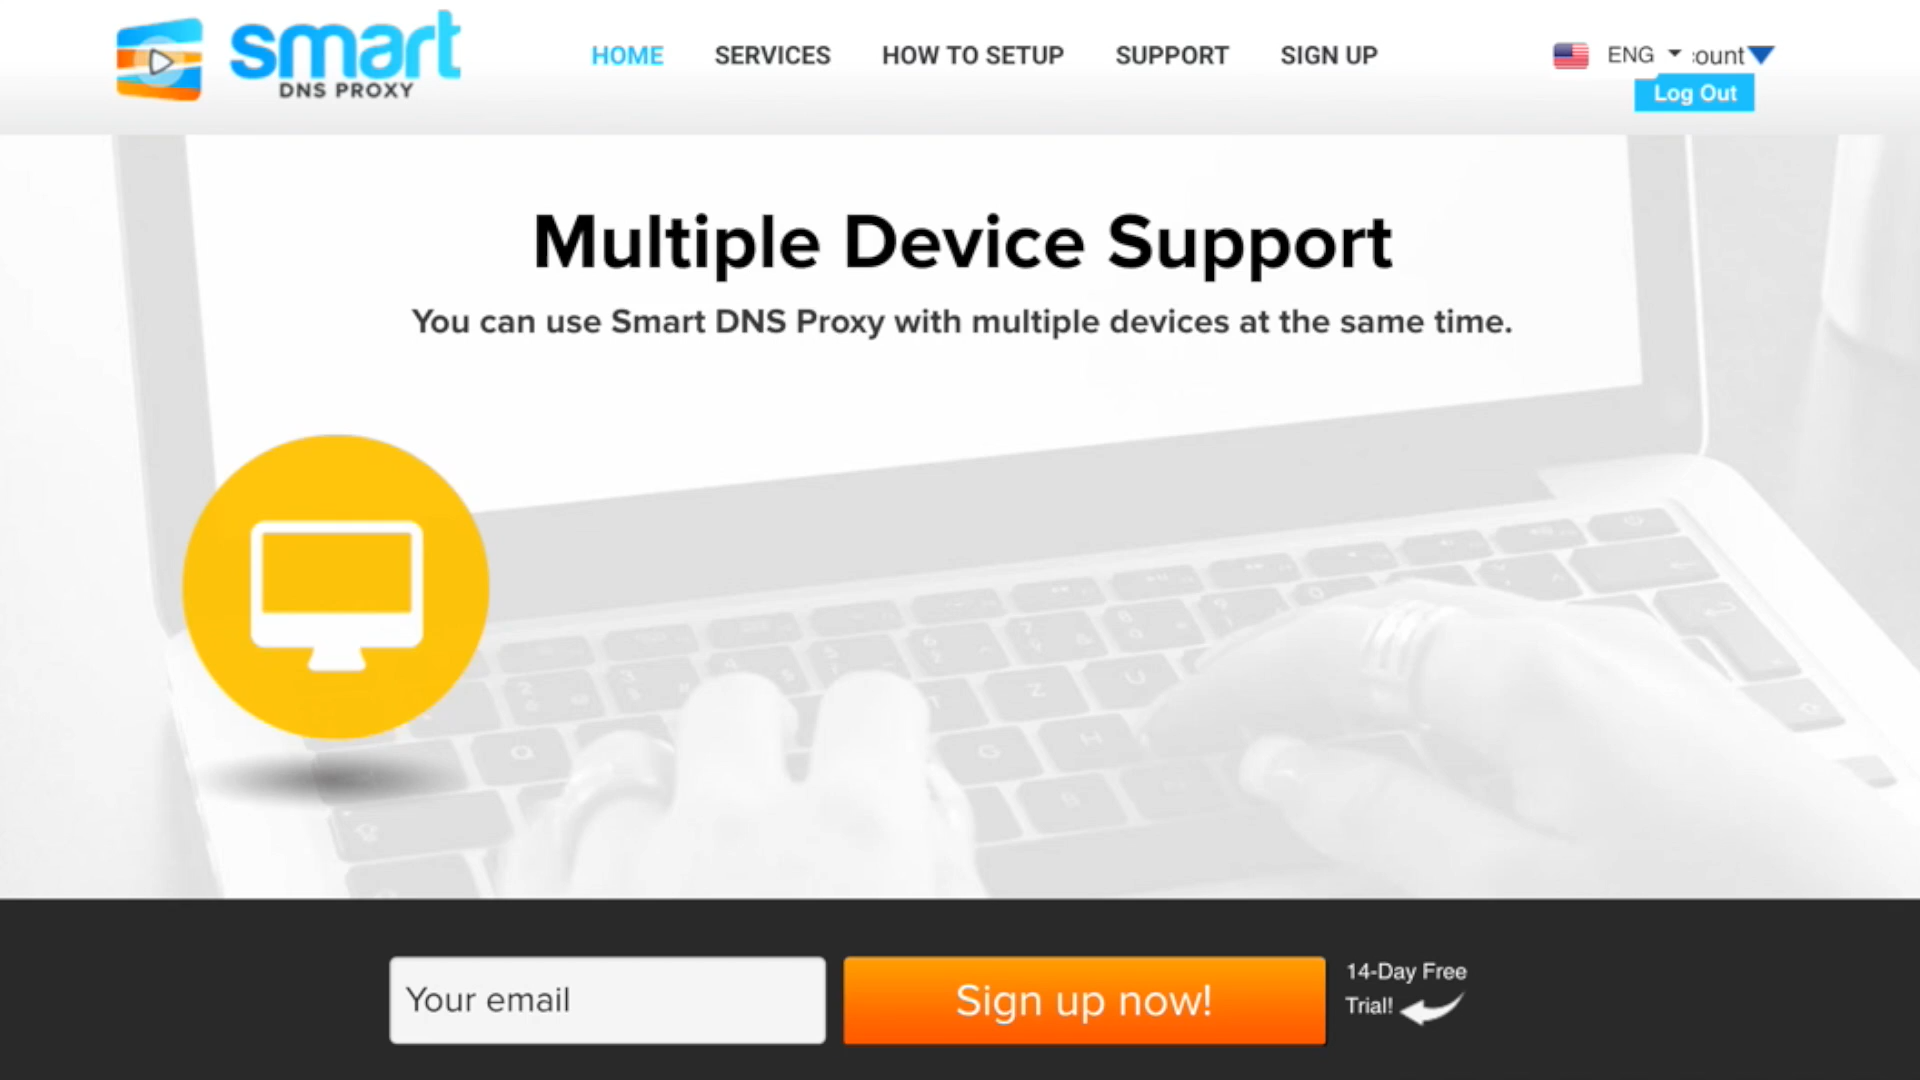 smart
DNS PROXY
HOME SERVICES HOW TO SETUP SUPPORT SIGN UP
ENG count
Log Out
Multiple Device Support
You can use Smart DNS Proxy with multiple devices at the same time.
Your email
Sign up now!
14-Day Free
Trial!